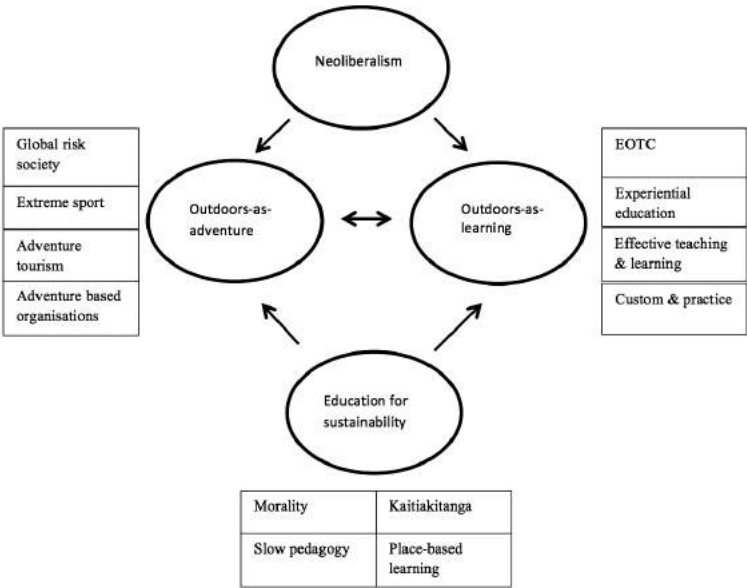 Neoliberalism
Global risk
society
Extreme sport
Adventure
tourism
Adventure based
organisations
Outdoors-as-
adventure
Outdoors-as-
learning
EOTC
Experiential
education
Effective teaching
& learning
Custom & practice
Education for
sustainability
Morality
Kaitiakitanga
Slow pedagogy
Place-based
learning